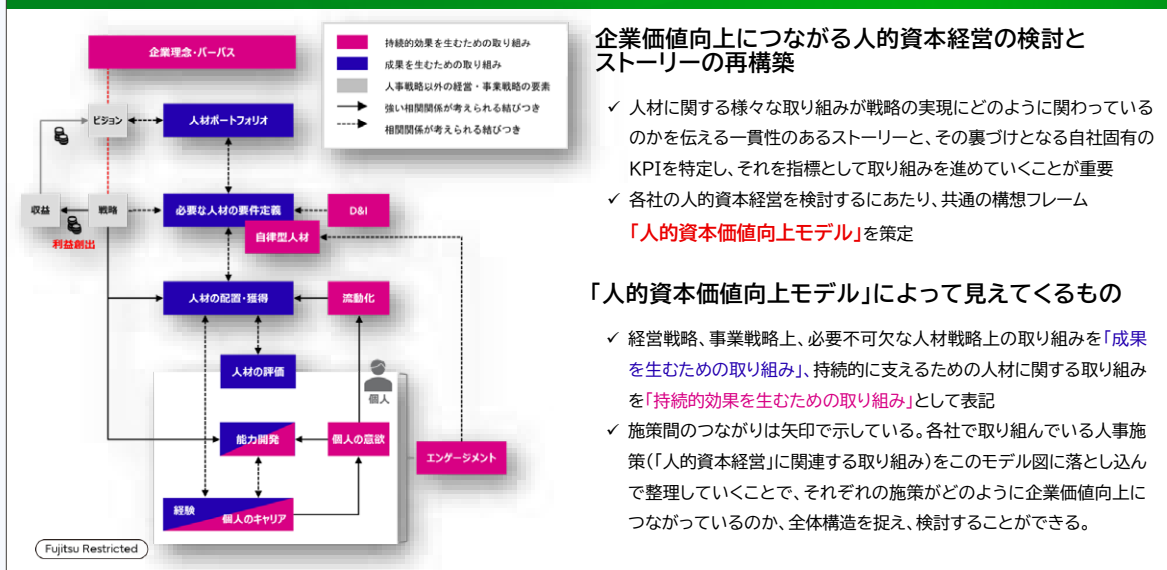 企業理念・パーパス
持続的効果を生むための取り組み
成果を生むための取り組み
人事戦略以外の経営・事業戦略の要素
強い相関関係が考えられる結びつき
相関関係が考えられる結びつき
ビジョン
人材ポートフォリオ
収益
戦略
必要な人材の要件定義
D&I
利益創出
自律型人材
人材の配置・獲得
流動化
人材の評価
個人
能力開発
個人の意欲
エンゲージメント
経験
個人のキャリア
Fujitsu Restricted
企業価値向上につながる人的資本経営の検討と
ストーリーの再構築
✓ 人材に関する様々な取り組みが戦略の実現にどのように関わっている
のかを伝える一貫性のあるストーリーと、その裏づけとなる自社固有の
KPIを特定し、それを指標として取り組みを進めていくことが重要
✓ 各社の人的資本経営を検討するにあたり、共通の構想フレーム
「人的資本価値向上モデル」を策定
「人的資本価値向上モデル」によって見えてくるもの
✓ 経営戦略、事業戦略上、必要不可欠な人材戦略上の取り組みを「成果
を生むための取り組み」、持続的に支えるための人材に関する取り組み
を「持続的効果を生むための取り組み」として表記
✓ 施策間のつながりは矢印で示している。各社で取り組んでいる人事施
策(「人的資本経営」に関連する取り組み)をこのモデル図に落とし込ん
で整理していくことで、それぞれの施策がどのように企業価値向上に
つながっているのか、全体構造を捉え、検討することができる。